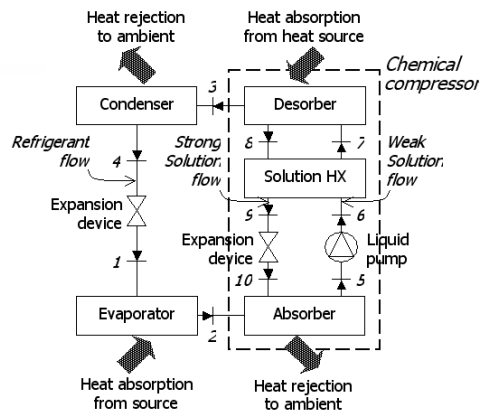 Heat rejection
to ambient
Heat absorption
from heat source
Chemical
compressor
3
Condenser
Desorber
Refrigerant
flow
4
Strong
Solution
flow
8
7
Weak
Solution
flow
Solution HX
Expansion
device
9
6
Expansion
device
Liquid
pump
1
10
5
Evaporator
2
Absorber
Heat absorption
from source
Heat rejection
to ambient